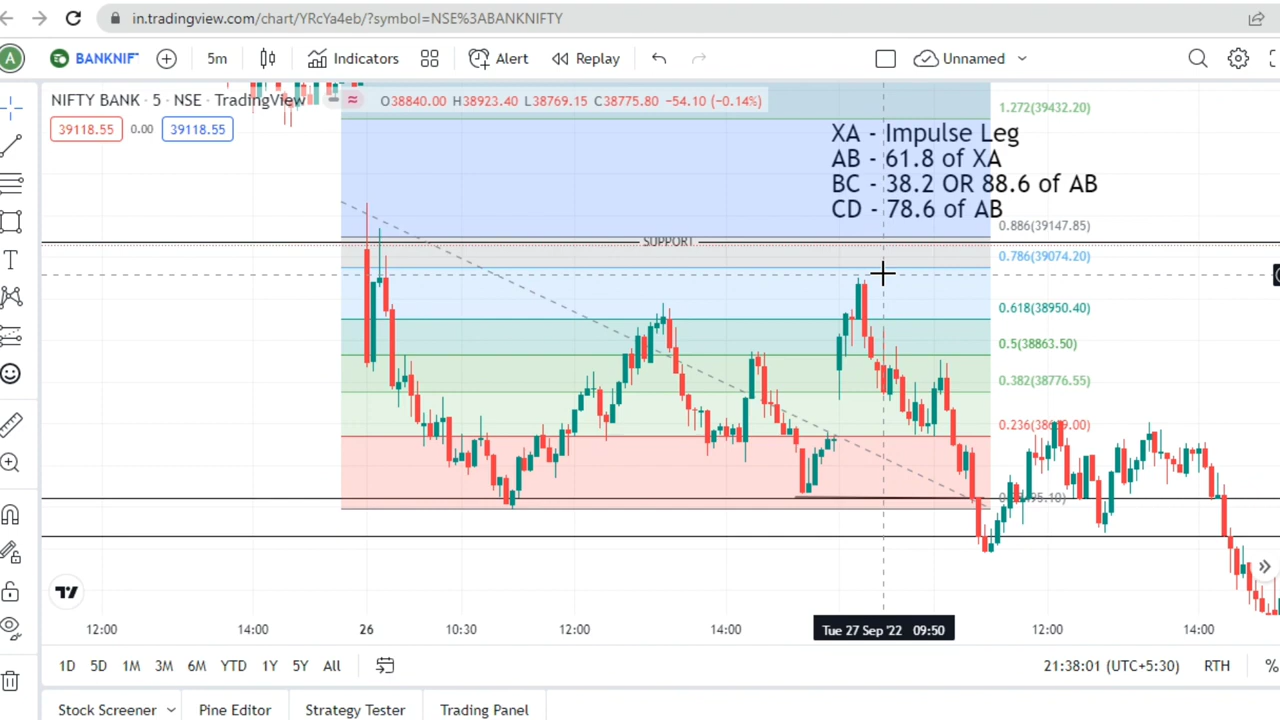 in.tradingview.com/chart/YRcYa4eb/?symbol=NSE%3ABANKNIFTY
A BANKNIF 5m Indicators Alert Replay Unnamed
NIFTY BANK · 5 · NSE · TradingView O38840.00 H38923.40 L38769.15 C38775.80 −54.10 (−0.14%)
39118.55 0.00 39118.55
1.272(39432.20)
XA - Impulse Leg
AB - 61.8 of XA
BC - 38.2 OR 88.6 of AB
CD - 78.6 of AB
0.886(39147.85)
SUPPORT
0.786(39074.20)
0.618(38950.40)
0.5(38863.50)
0.382(38776.55)
12:00 14:00 26 10:30 12:00 14:00 Tue 27 Sep '22 09:50 12:00 14:00
1D 5D 1M 3M 6M YTD 1Y 5Y All 21:38:01 (UTC+5:30) RTH %
Stock Screener Pine Editor Strategy Tester Trading Panel